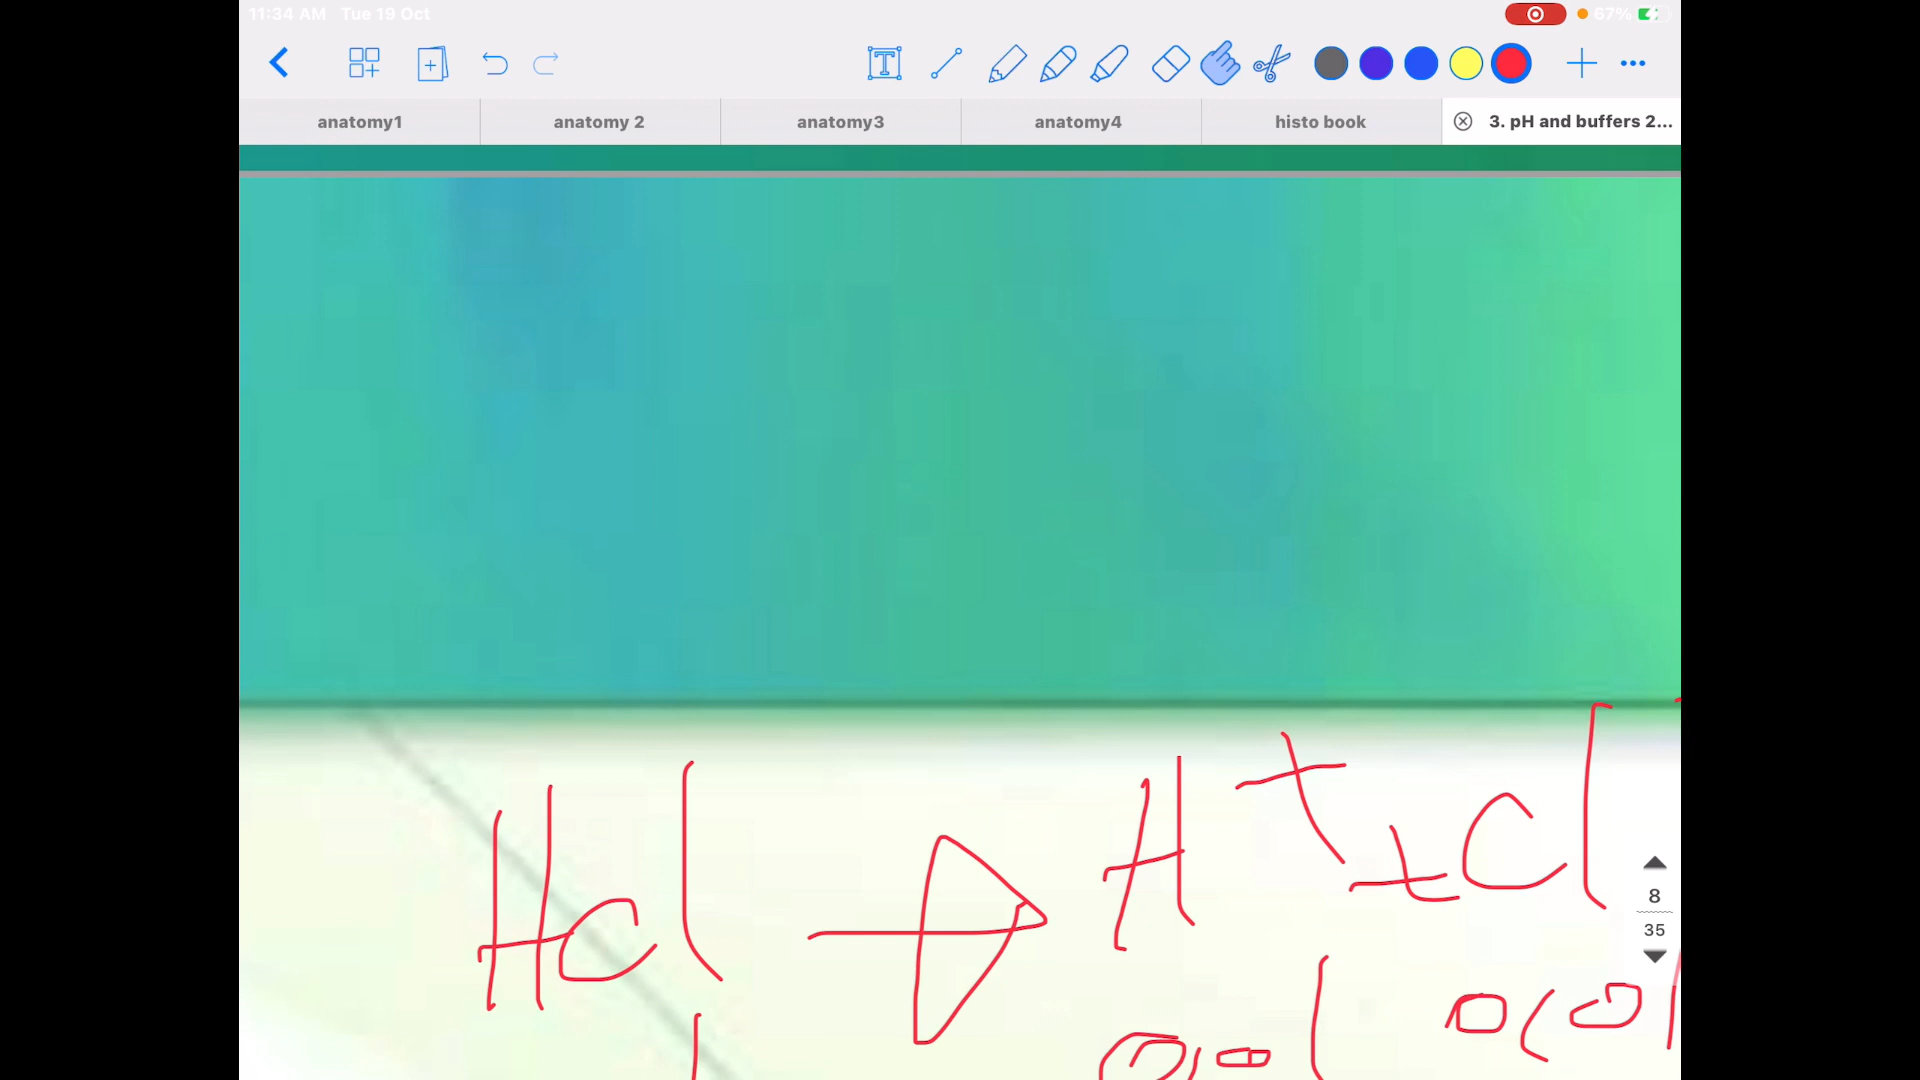 11:34 AM Tue 19 Oct
67%
T
anatomy1 anatomy 2 anatomy3 anatomy4 histo book 3. pH and buffers 2...
HCl → H + + Cl
8
35